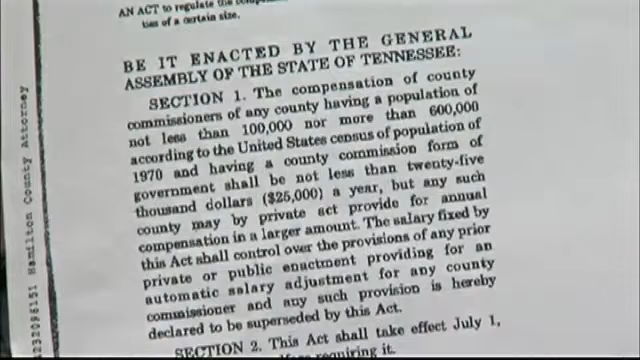 AN ACT to regulate the
ties of a certain size.
BE IT ENACTED BY THE GENERAL
ASSEMBLY OF THE STATE OF TENNESSEE:
SECTION 1. The compensation of county
commissioners of any county having a population of
not less than 100,000 nor more than 600,000
according to the United States census of population of
1970 and having a county commission form of
government shall be not less than twenty-five
thousand dollars ($25,000) a year, but any such
county may by private act provide for annual
compensation in a larger amount. The salary fixed by
this Act shall control over the provisions of any prior
private or public enactment providing for an
automatic salary adjustment for any county
commissioner and any such provision is hereby
declared to be superseded by this Act.
SECTION 2. This Act shall take effect July 1,
requiring it.
4232096151 Hamilton County Attorney